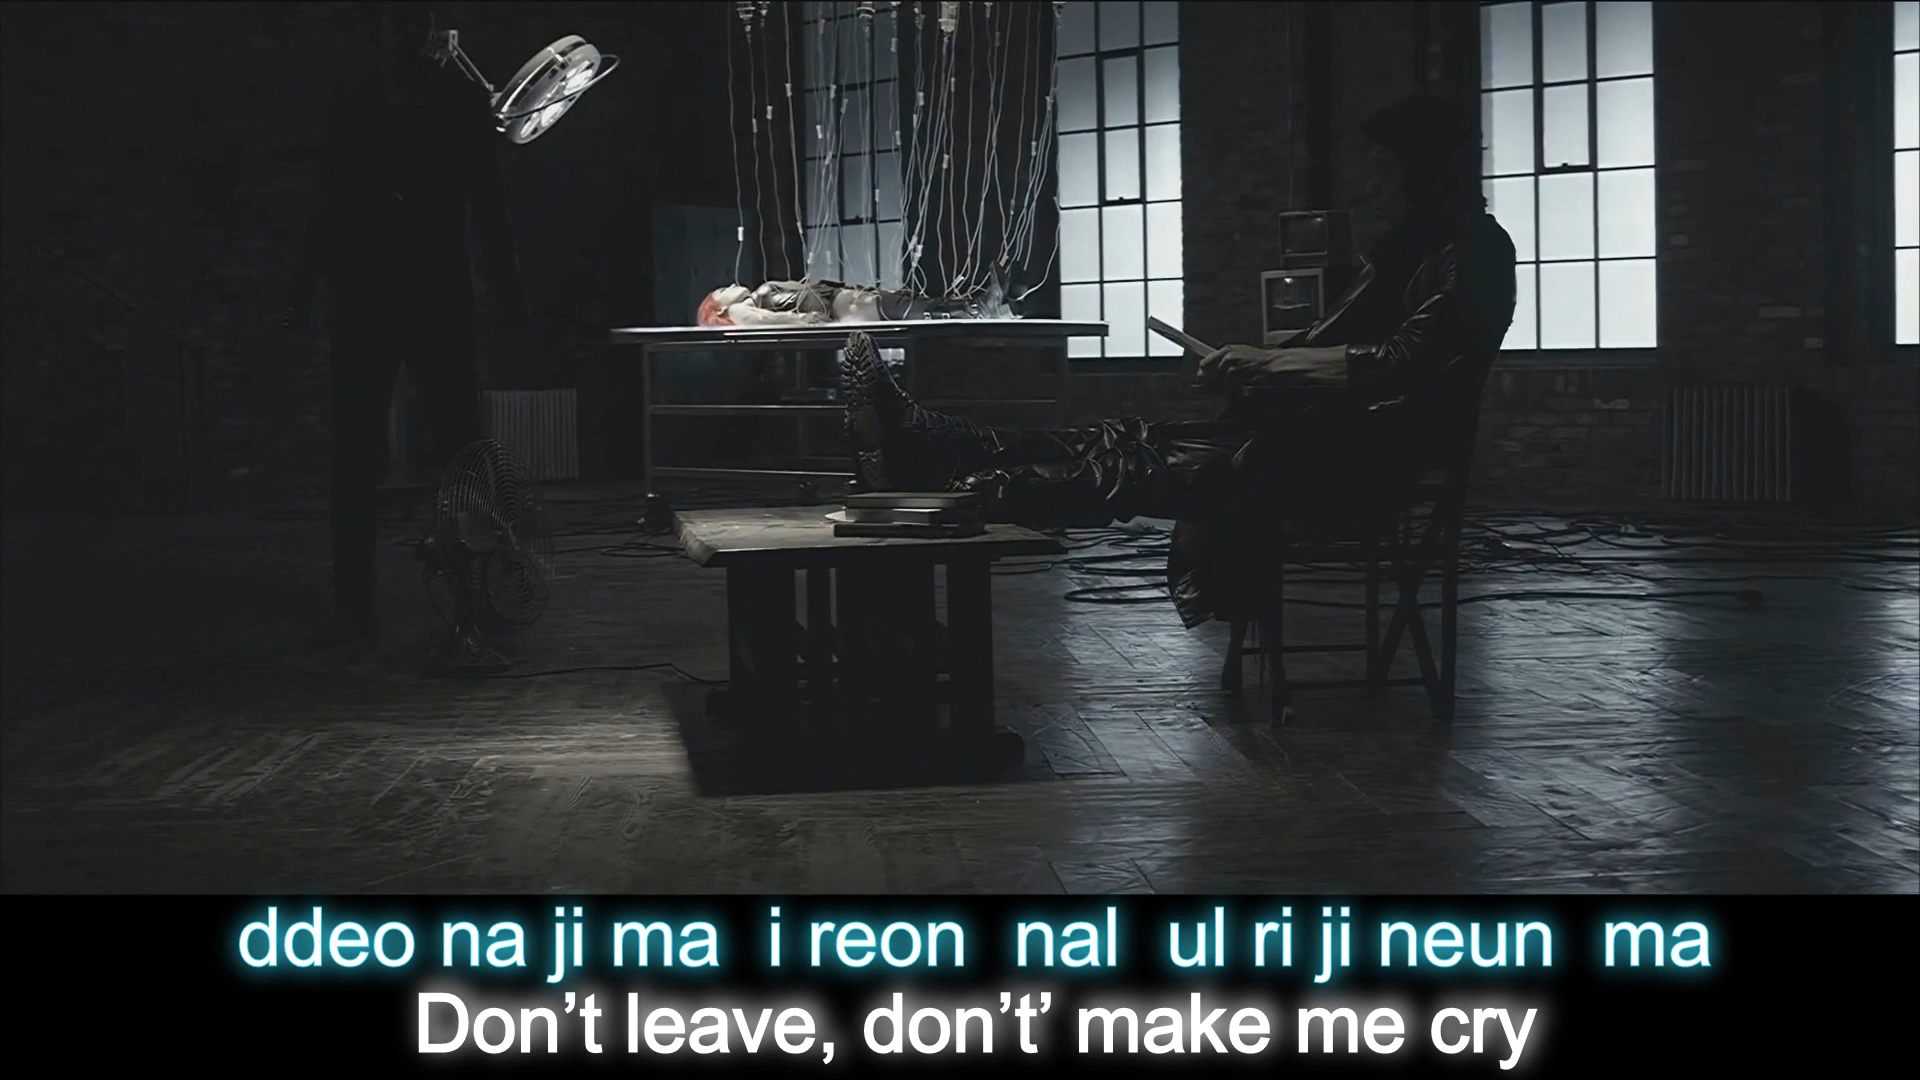 ddeo na ji ma i reon nal ul ri ji neun ma
Don’t leave, don’t’ make me cry